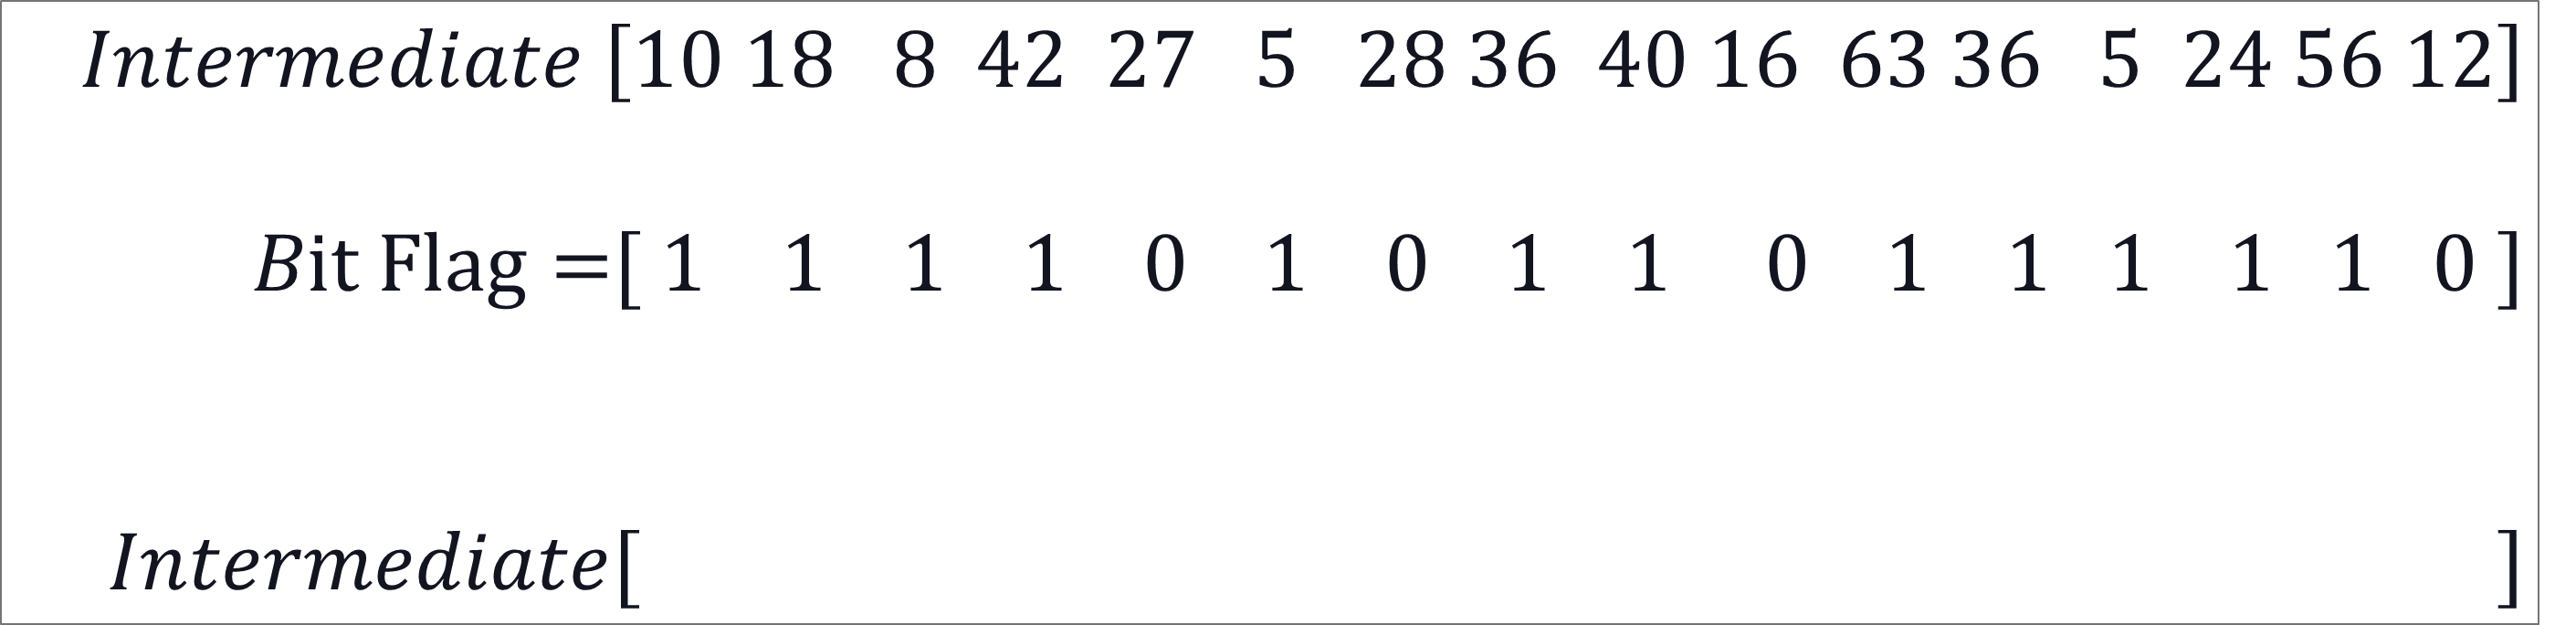 Intermediate [10 18 8 42 27 5 28 36 40 16 63 36 5 24 56 12]
Bit Flag =[ 1 1 1 1 0 1 0 1 1 0 1 1 1 1 1 0 ]
Intermediate[ ]